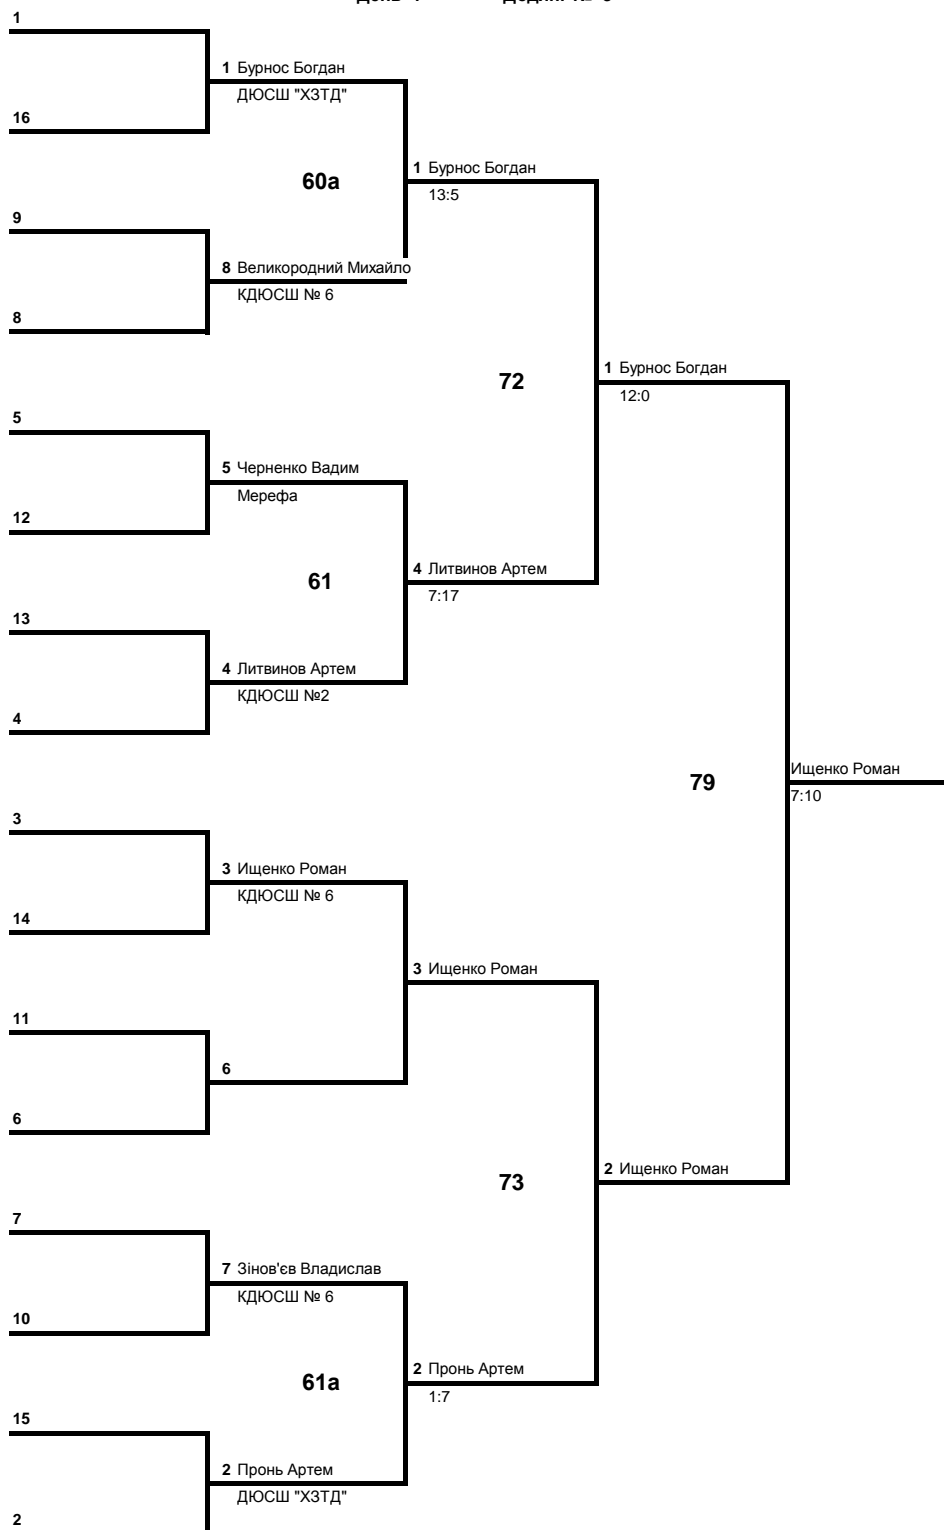 1
1 Бурнос Богдан
ДЮСШ "ХЗТД"
16
1 Бурнос Богдан
60а
13:5
9
8 Великородний Михайло
КДЮСШ № 6
8
1 Бурнос Богдан
72
12:0
5
5 Черненко Вадим
Мерефа
12
4 Литвинов Артем
61
7:17
13
4 Литвинов Артем
КДЮСШ №2
4
Ищенко Роман
79
7:10
3
3 Ищенко Роман
КДЮСШ № 6
14
3 Ищенко Роман
11
6
6
2 Ищенко Роман
73
7
7 Зінов'єв Владислав
КДЮСШ № 6
10
2 Пронь Артем
61а
1:7
15
2 Пронь Артем
ДЮСШ "ХЗТД"
2